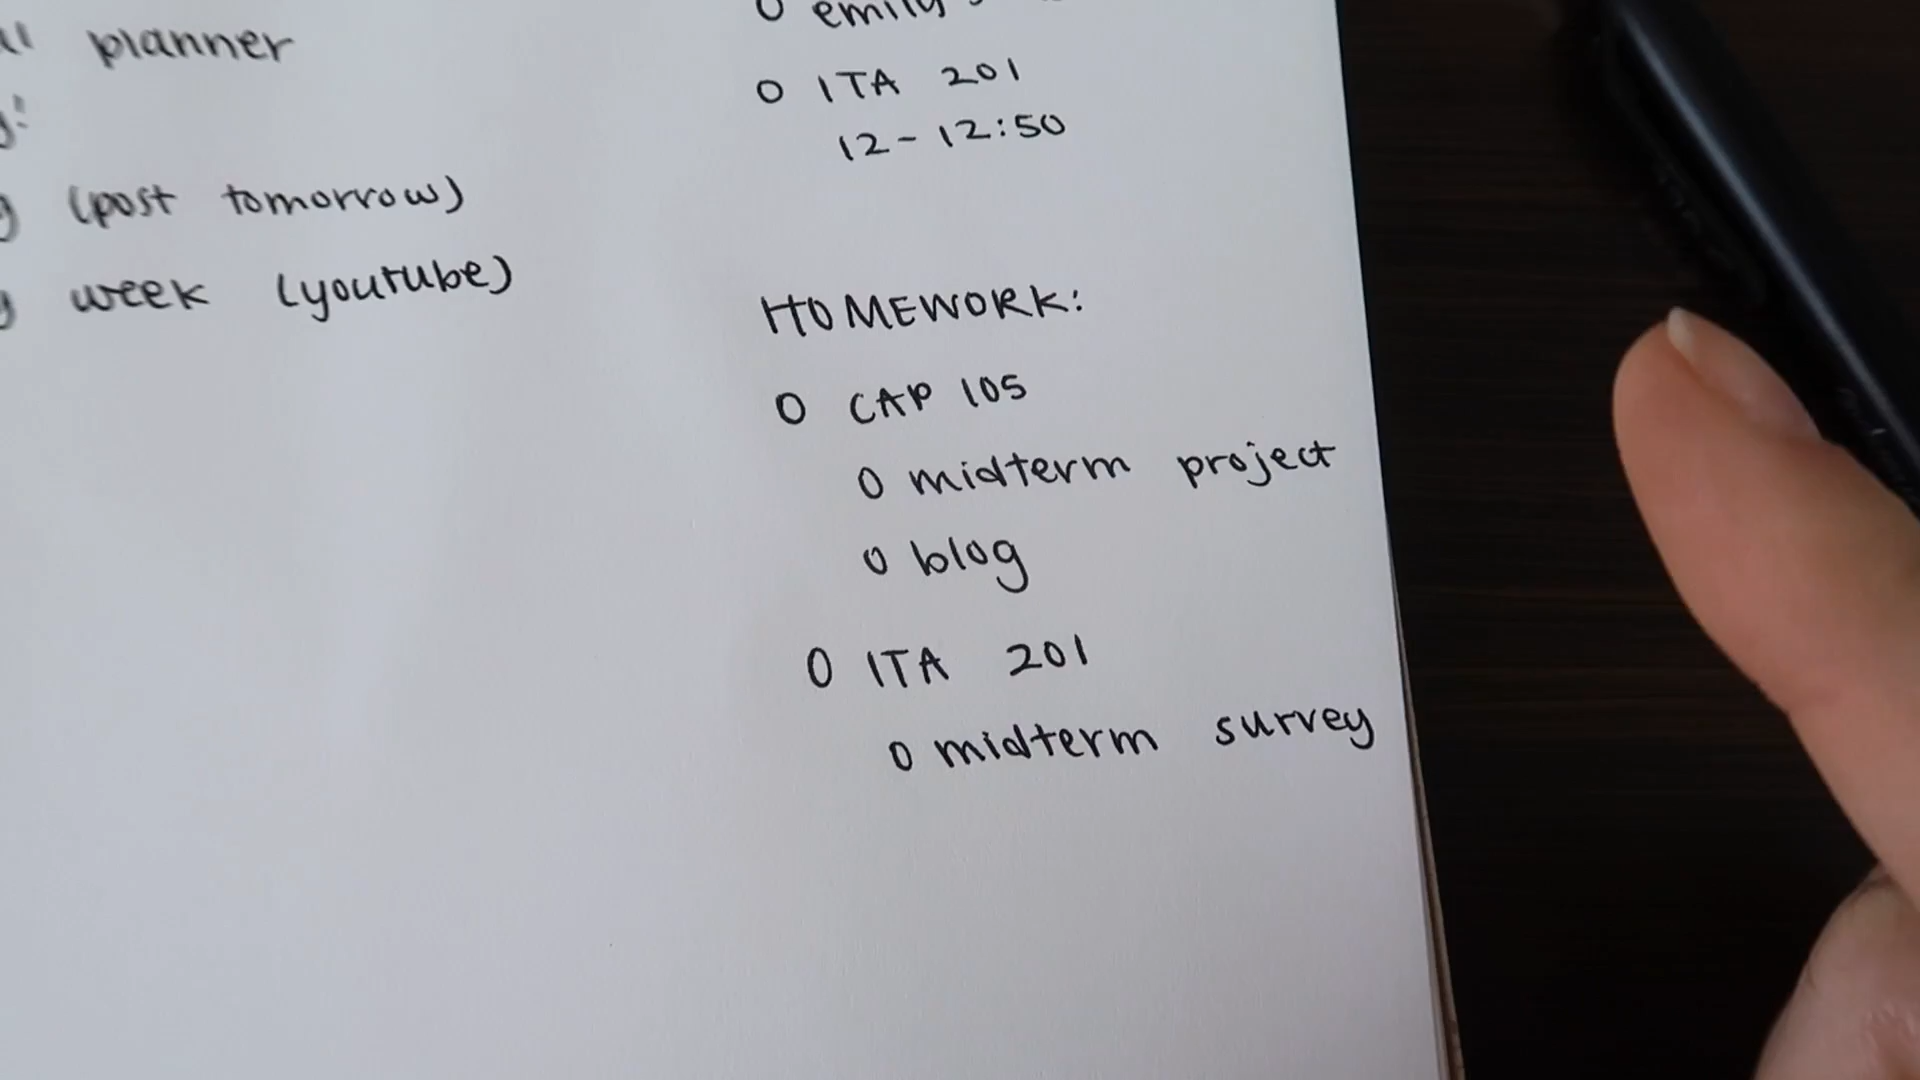 planner
(post tomorrow)
week (youtube)
O emily's
O ITA 201
12-12:50
HOMEWORK:
O CAP 105
O midterm project
O blog
O ITA 201
O midterm survey